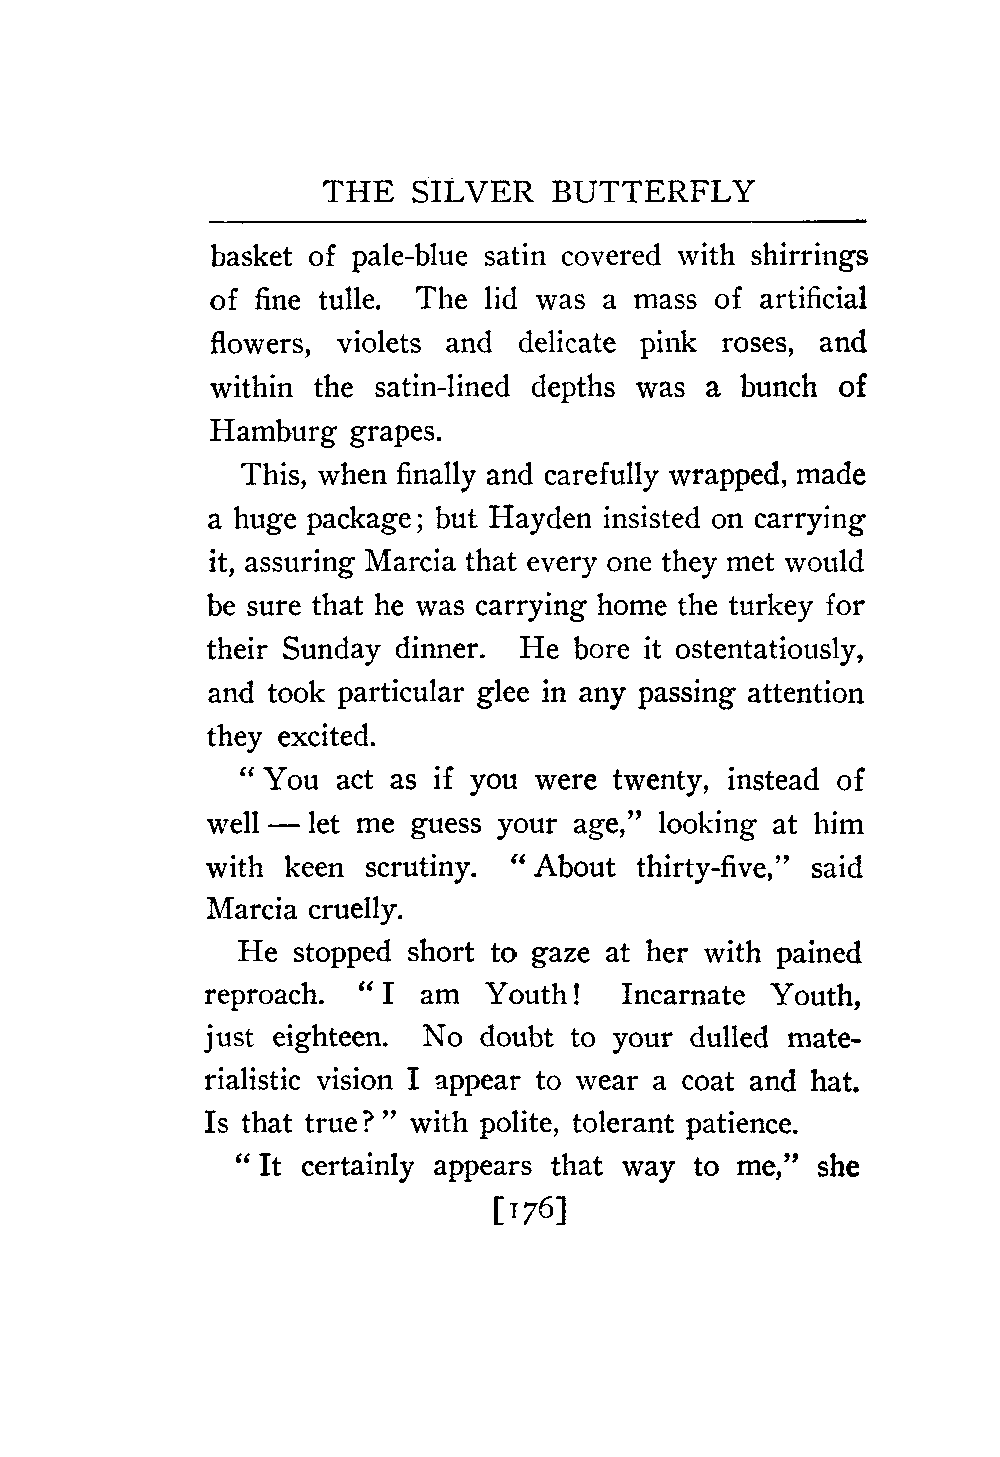 THE SILVER BUTTERFLY
basket of pale-blue satin covered with shirrings
of fine tulle. The lid was a mass of artificial
flowers, violets and delicate pink roses, and
within the satin-lined depths was a bunch of
Hamburg grapes.
This, when finally and carefully wrapped, made
a huge package; but Hayden insisted on carrying
it, assuring Marcia that every one they met would
be sure that he was carrying home the turkey for
their Sunday dinner. He bore it ostentatiously,
and took particular glee in any passing attention
they excited.
“ You act as if you were twenty, instead of
well — let me guess your age,” looking at him
with keen scrutiny. “ About thirty-five,” said
Marcia cruelly.
He stopped short to gaze at her with pained
reproach. “ I am Youth! Incarnate Youth,
just eighteen. No doubt to your dulled mate-
rialistic vision I appear to wear a coat and hat.
Is that true? ” with polite, tolerant patience.
“ It certainly appears that way to me,” she
[176]